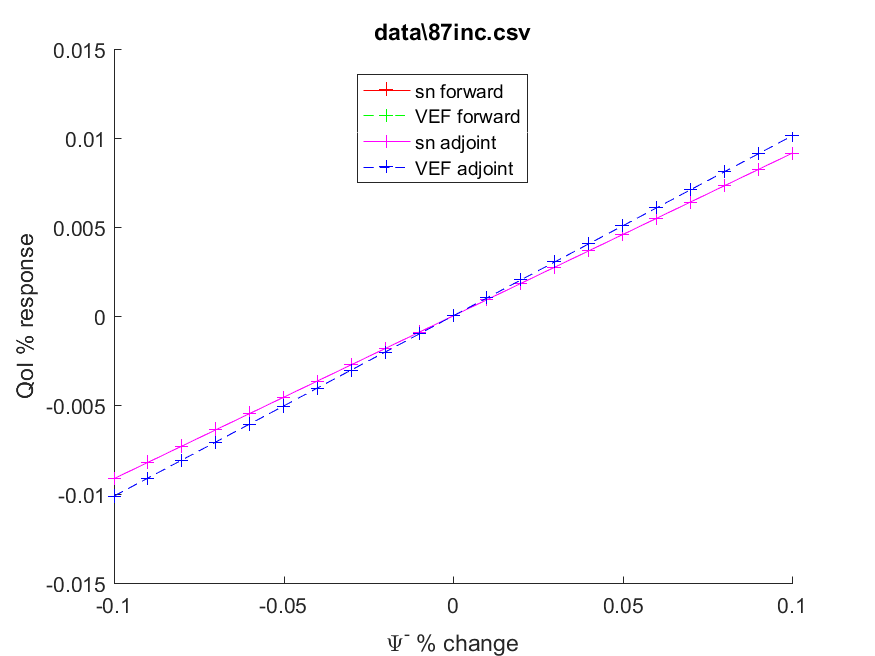 data\87inc.csv
0.015
0.01
0.005
0
-0.005
-0.01
-0.015
QoI % response
sn forward
VEF forward
sn adjoint
VEF adjoint
-0.1 -0.05 0 0.05 0.1
Ψ⁻ % change